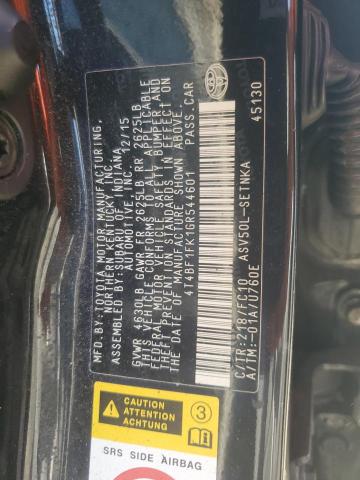 MFD.BY:TOYOTA MOTOR MANUFACTURING,
NORTHERN KENTUCKY, INC.
ASSEMBLED BY: SUBARU OF INDIANA
AUTOMOTIVE INC. 12/15
GVWR 4630LB GAWR FR 2625LB RR 2625LB
THIS VEHICLE CONFORMS TO ALL APPLICABLE
FEDERAL MOTOR VEHICLE SAFETY, BUMPER, AND
THEFT PREVENTION STANDARDS IN EFFECT ON
THE DATE OF MANUFACTURE SHOWN ABOVE.
4T4BF1FK1GR544601 PASS.CAR
C/TR:218/FC10 ASV50L-SETNKA
A/TM:-01A/U760E 45130
CAUTION
ATTENTION
ACHTUNG
3
SRS SIDE AIRBAG